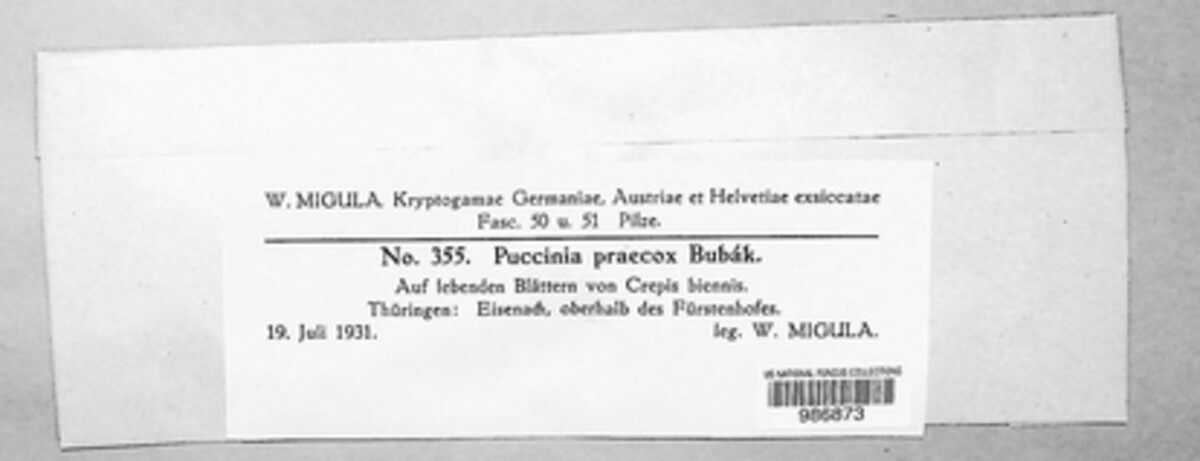 W. MIGULA, Kryptogamae Germaniae, Austriae et Helvetiae exsiccatae
Fasc. 50 u. 51 Pilze.
No. 355. Puccinia praecox Bubák.
Auf lebenden Blättern von Crepis biennis.
Thüringen: Eisenach, oberhalb des Fürstenhofes.
19. Juli 1931. leg. W. MIGULA.
US NATIONAL FUNGUS COLLECTIONS
986873